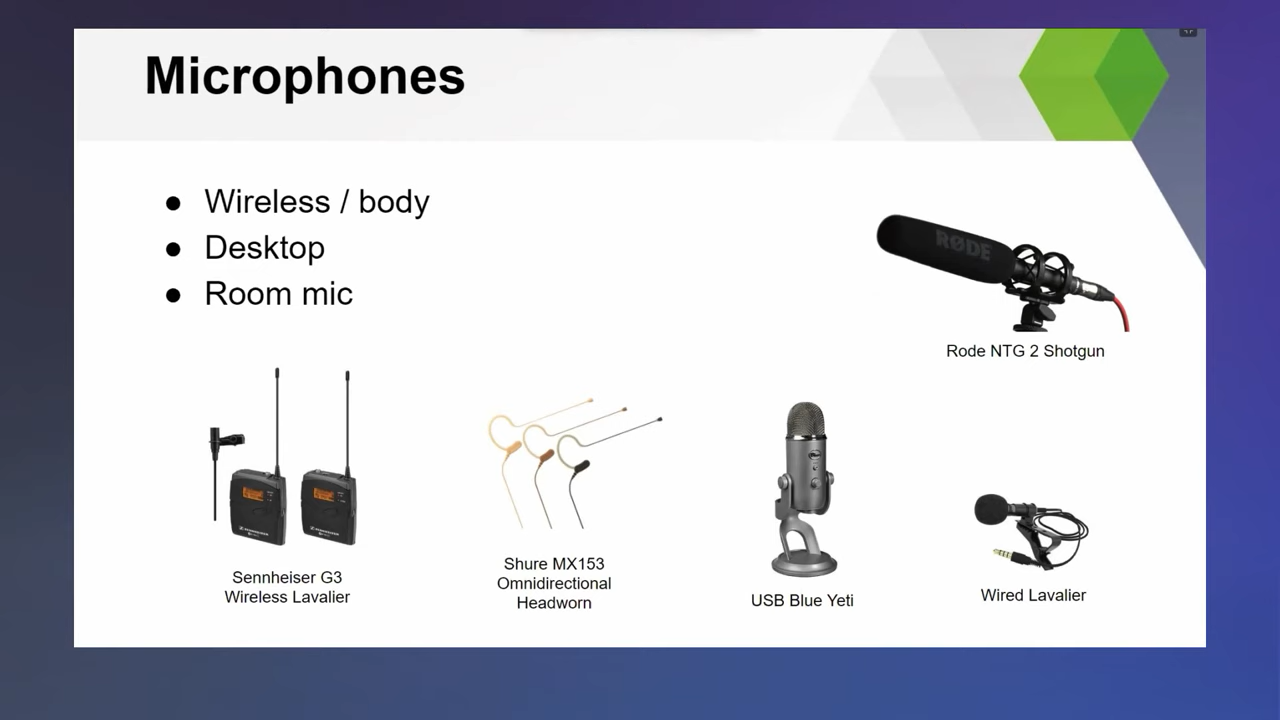 Microphones
● Wireless / body
● Desktop
● Room mic
RØDE
Rode NTG 2 Shotgun
Sennheiser G3
Wireless Lavalier
Shure MX153
Omnidirectional
Headworn
USB Blue Yeti
Wired Lavalier